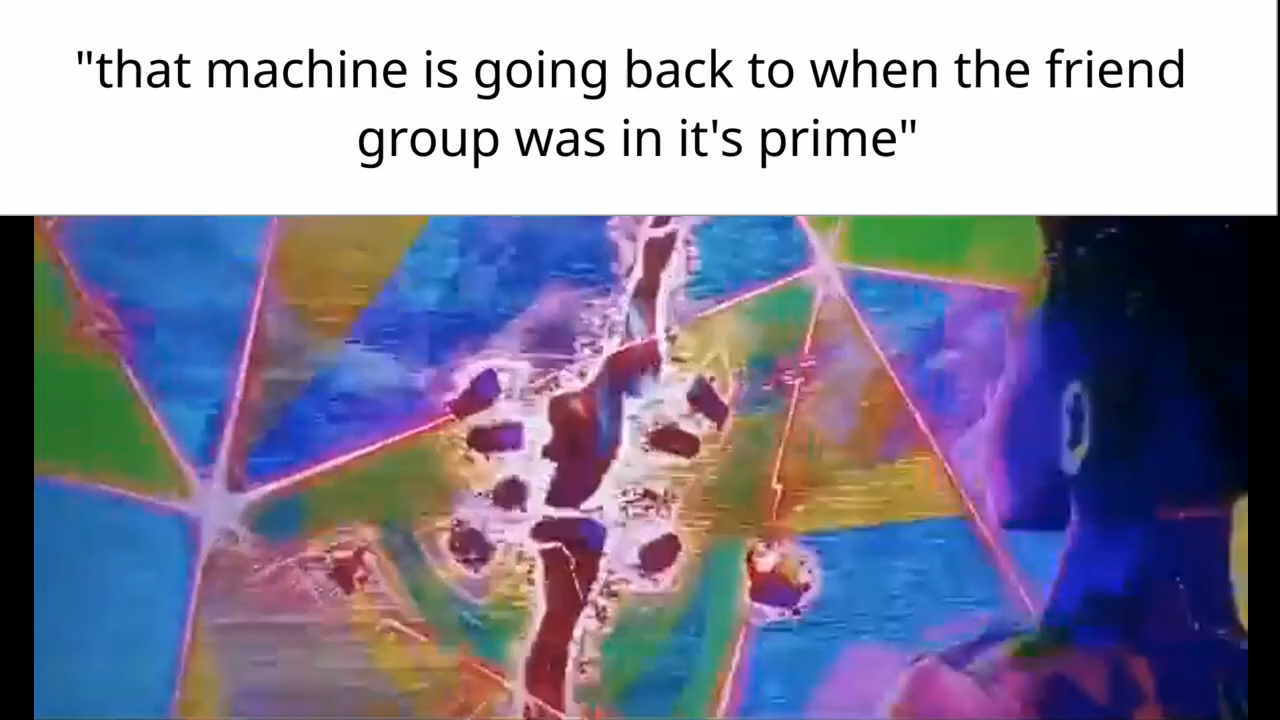 "that machine is going back to when the friend
group was in it's prime"